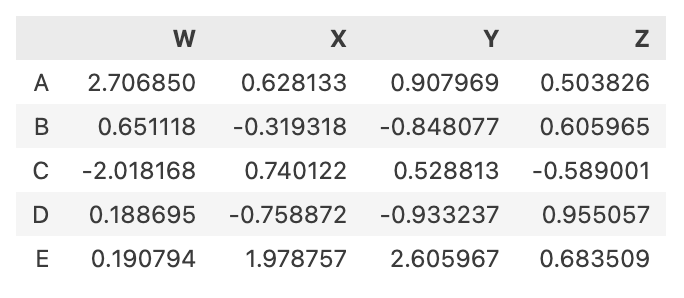 W X Y Z
A 2.706850 0.628133 0.907969 0.503826
B 0.651118 -0.319318 -0.848077 0.605965
C -2.018168 0.740122 0.528813 -0.589001
D 0.188695 -0.758872 -0.933237 0.955057
E 0.190794 1.978757 2.605967 0.683509